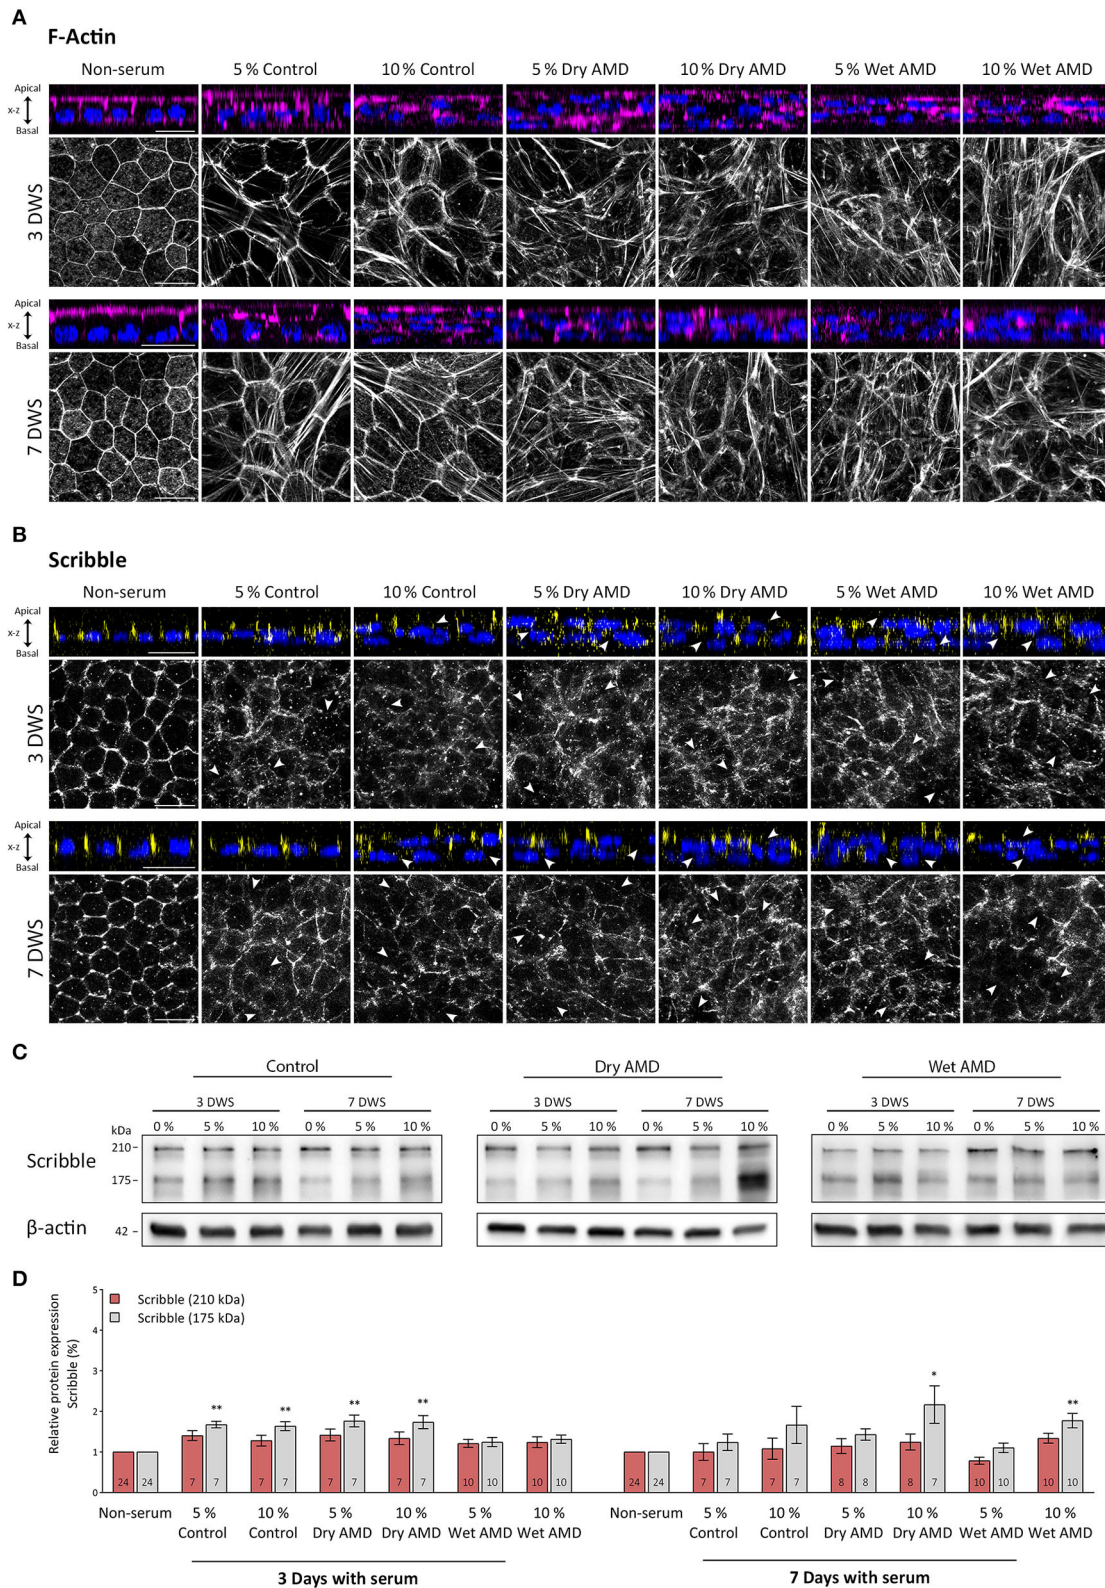 A
F-Actin
Non-serum 5 % Control 10 % Control 5 % Dry AMD 10 % Dry AMD 5 % Wet AMD 10 % Wet AMD
Apical
x-z
Basal
3 DWS
Apical
x-z
Basal
7 DWS
B
Scribble
Non-serum 5 % Control 10 % Control 5 % Dry AMD 10 % Dry AMD 5 % Wet AMD 10 % Wet AMD
Apical
x-z
Basal
3 DWS
Apical
x-z
Basal
7 DWS
C
Control Dry AMD Wet AMD
3 DWS 7 DWS 3 DWS 7 DWS 3 DWS 7 DWS
kDa 0 % 5 % 10 % 0 % 5 % 10 % 0 % 5 % 10 % 0 % 5 % 10 % 0 % 5 % 10 % 0 % 5 % 10 %
210 –
Scribble
175 –
β-actin 42 –
D
Relative protein expression
Scribble (%)
5
4
3
2
1
0
Scribble (210 kDa)
Scribble (175 kDa)
** ** ** ** * **
24 24 7 7 7 7 7 7 7 7 10 10 10 10 24 24 7 7 7 7 8 8 8 7 10 10 10 10
Non-serum 5 % 10 % 5 % 10 % 5 % 10 % Non-serum 5 % 10 % 5 % 10 % 5 % 10 %
Control Control Dry AMD Dry AMD Wet AMD Wet AMD Control Control Dry AMD Dry AMD Wet AMD Wet AMD
3 Days with serum 7 Days with serum